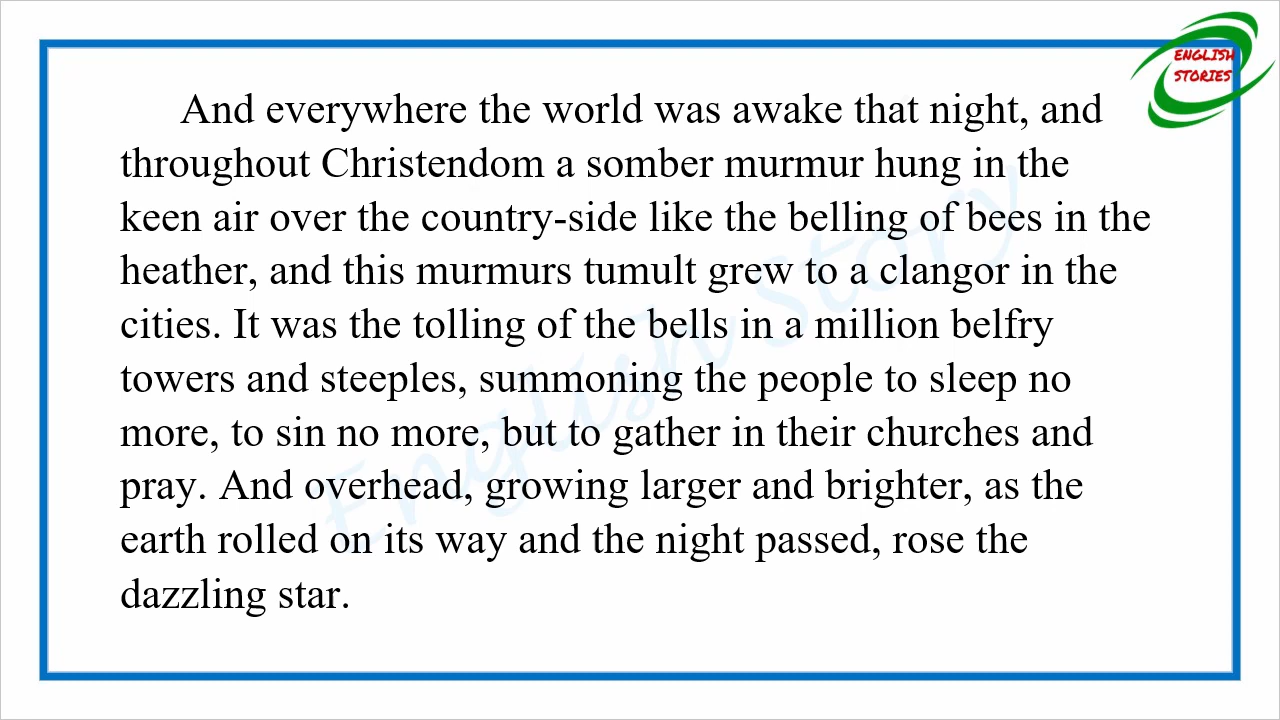 ENGLISH
STORIES
And everywhere the world was awake that night, and
throughout Christendom a somber murmur hung in the
keen air over the country-side like the belling of bees in the
heather, and this murmurs tumult grew to a clangor in the
cities. It was the tolling of the bells in a million belfry
towers and steeples, summoning the people to sleep no
more, to sin no more, but to gather in their churches and
pray. And overhead, growing larger and brighter, as the
earth rolled on its way and the night passed, rose the
dazzling star.
English Story